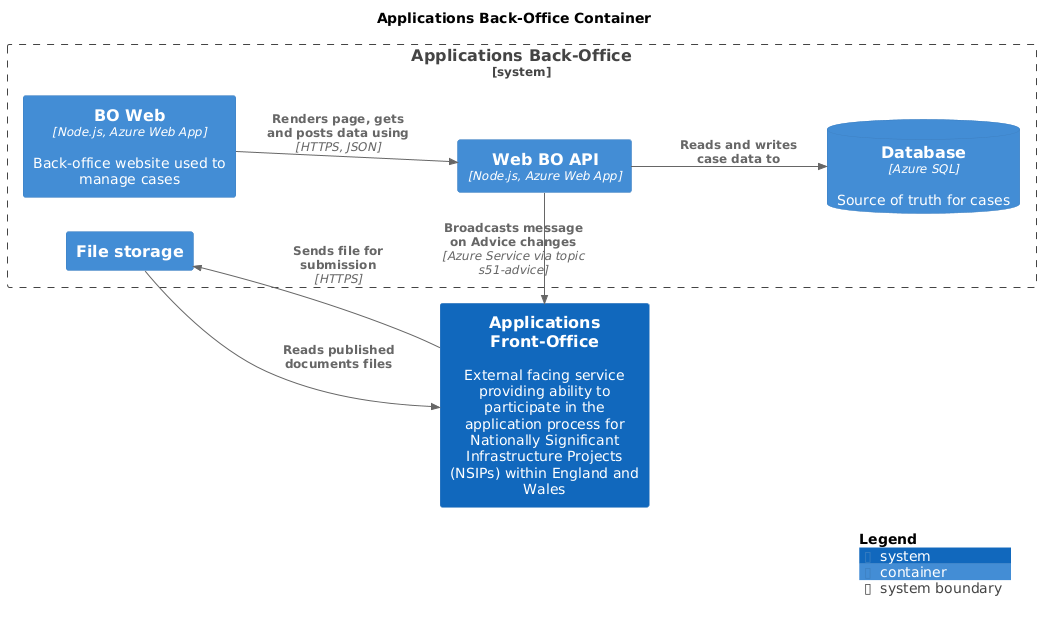 Applications Back-Office Container
Applications Back-Office
[system]
BO Web
[Node.js, Azure Web App]
Back-office website used to
manage cases
Renders page, gets
and posts data using
[HTTPS, JSON]
Web BO API
[Node.js, Azure Web App]
Reads and writes
case data to
Database
[Azure SQL]
Source of truth for cases
File storage
Sends file for
submission
[HTTPS]
Broadcasts message
on Advice changes
[Azure Service via topic
s51-advice]
Reads published
documents files
Applications
Front-Office
External facing service
providing ability to
participate in the
application process for
Nationally Significant
Infrastructure Projects
(NSIPs) within England and
Wales
Legend
system
container
system boundary